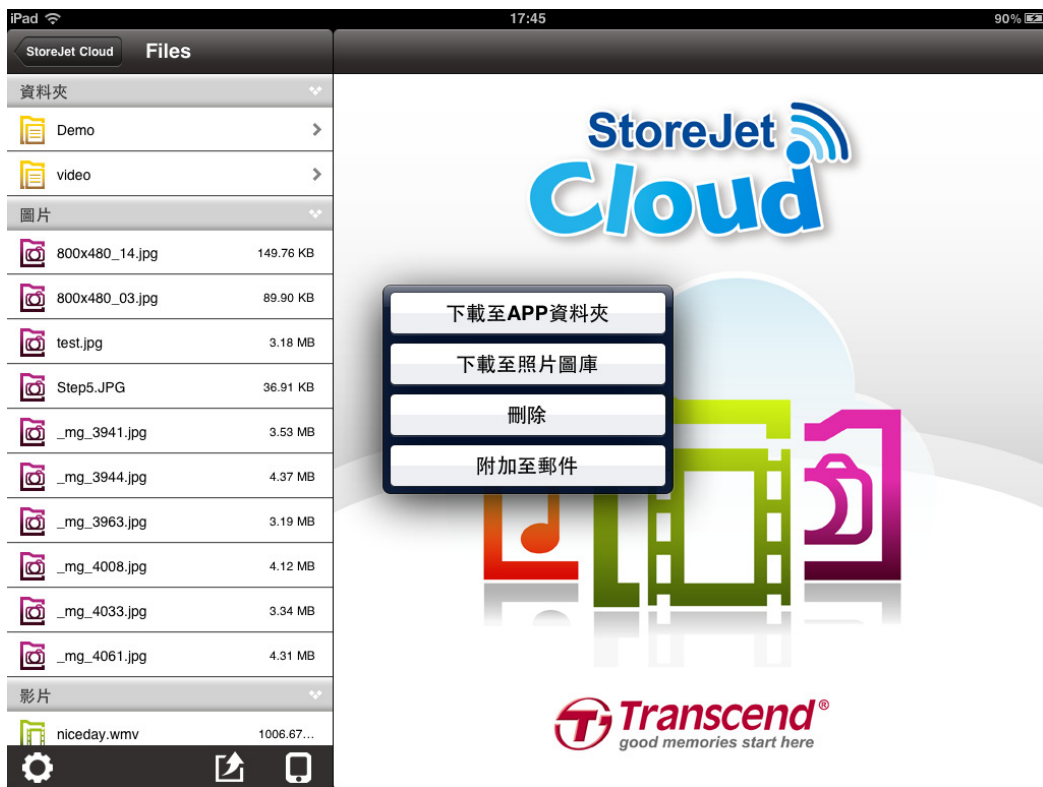 iPad 17:45 90%
StoreJet Cloud Files
資料夾
Demo
video
圖片
800x480_14.jpg 149.76 KB
800x480_03.jpg 89.90 KB
test.jpg 3.18 MB
Step5.JPG 36.91 KB
_mg_3941.jpg 3.53 MB
_mg_3944.jpg 4.37 MB
_mg_3963.jpg 3.19 MB
_mg_4008.jpg 4.12 MB
_mg_4033.jpg 3.34 MB
_mg_4061.jpg 4.31 MB
影片
niceday.wmv 1006.67...
StoreJet
Cloud
下載至APP資料夾
下載至照片圖庫
刪除
附加至郵件
Transcend®
good memories start here